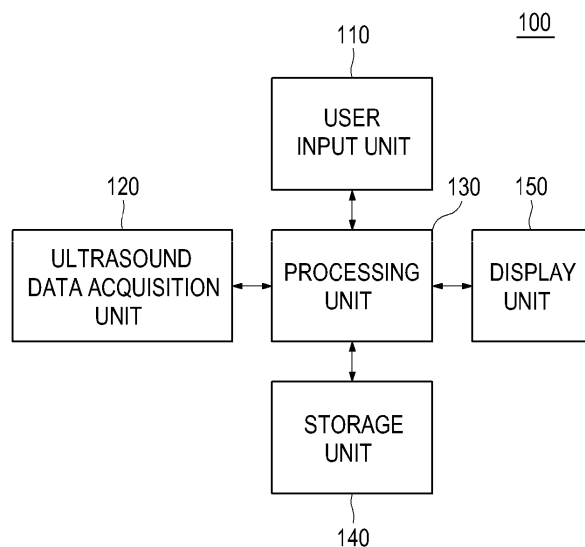 100
110
USER
INPUT UNIT
120
130
150
ULTRASOUND
DATA ACQUISITION
UNIT
PROCESSING
UNIT
DISPLAY
UNIT
STORAGE
UNIT
140